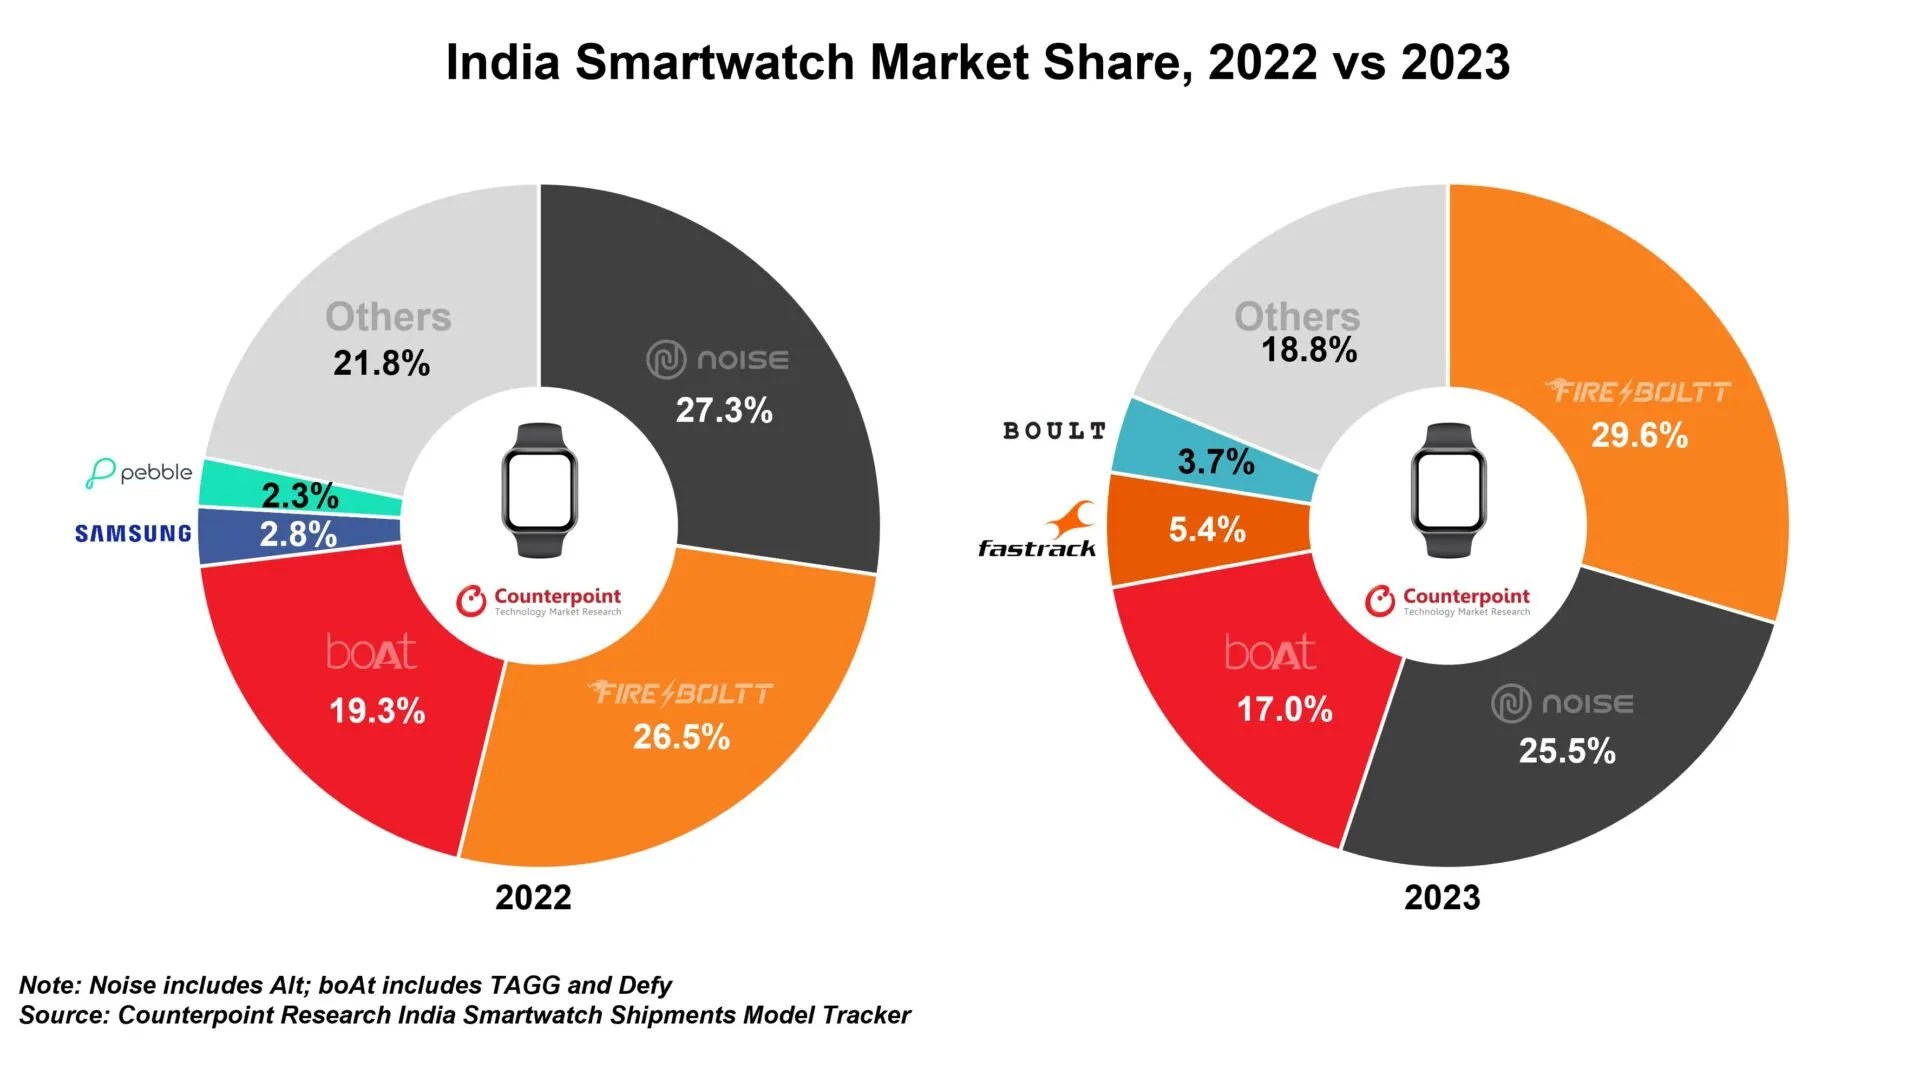 India Smartwatch Market Share, 2022 vs 2023
Others
21.8%
NOISE
27.3%
pebble
2.3%
SAMSUNG
2.8%
boAt
19.3%
FIRE BOLTT
26.5%
Counterpoint
Technology Market Research
2022
Others
18.8%
FIRE BOLTT
29.6%
BOULT
3.7%
fastrack
5.4%
boAt
17.0%
NOISE
25.5%
Counterpoint
Technology Market Research
2023
Note: Noise includes Alt; boAt includes TAGG and Defy
Source: Counterpoint Research India Smartwatch Shipments Model Tracker